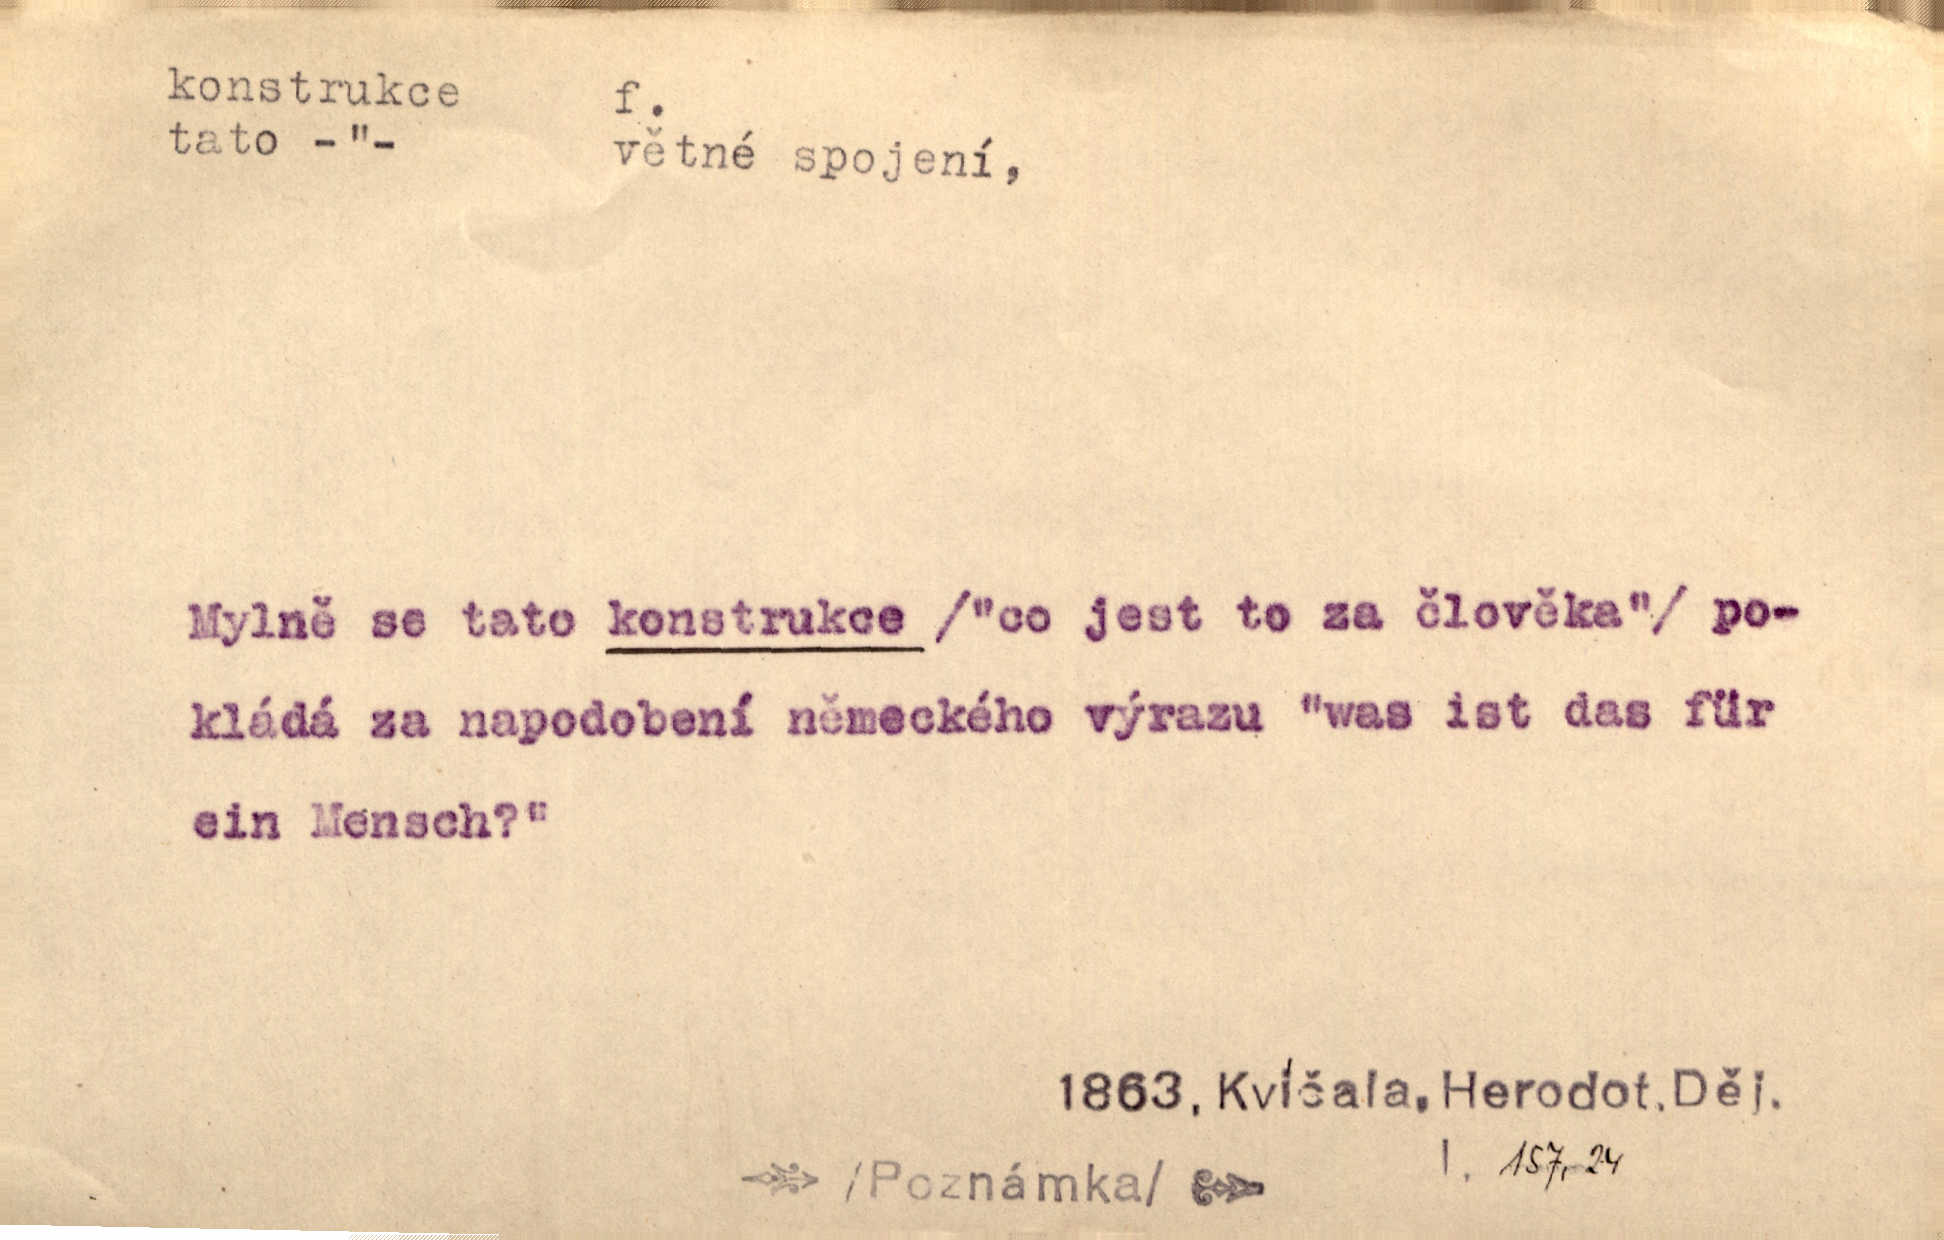 konstrukce f.
tato -"- větné spojení,
Mylně se tato konstrukce /"co jest to za člověka"/ po-
kládá za napodobení německého výrazu "was ist das für
ein Mensch?"
1863, Kvíčala, Herodot. Děj.
I. 157, 24
/Poznámka/